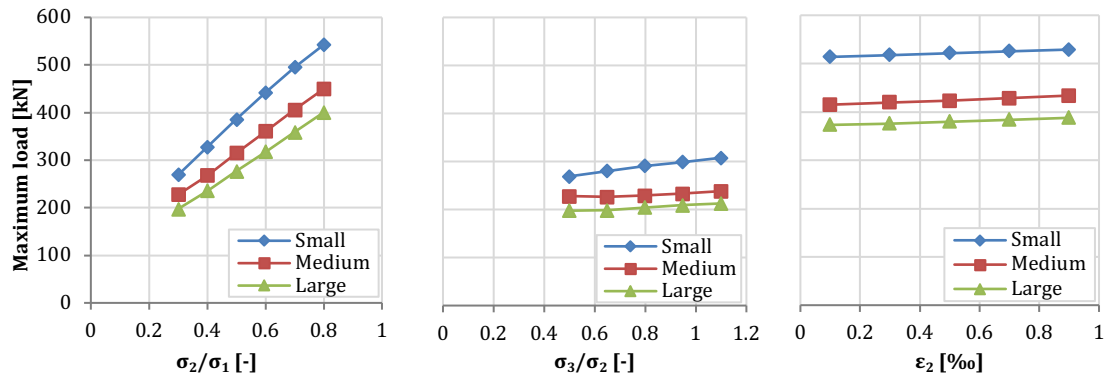 Maximum load [kN]
600
500
400
300
200
100
0
Small
Medium
Large
0 0.2 0.4 0.6 0.8 1
σ₂/σ₁ [-]
Small
Medium
Large
0 0.2 0.4 0.6 0.8 1 1.2
σ₃/σ₂ [-]
Small
Medium
Large
0 0.2 0.4 0.6 0.8 1
ε₂ [‰]